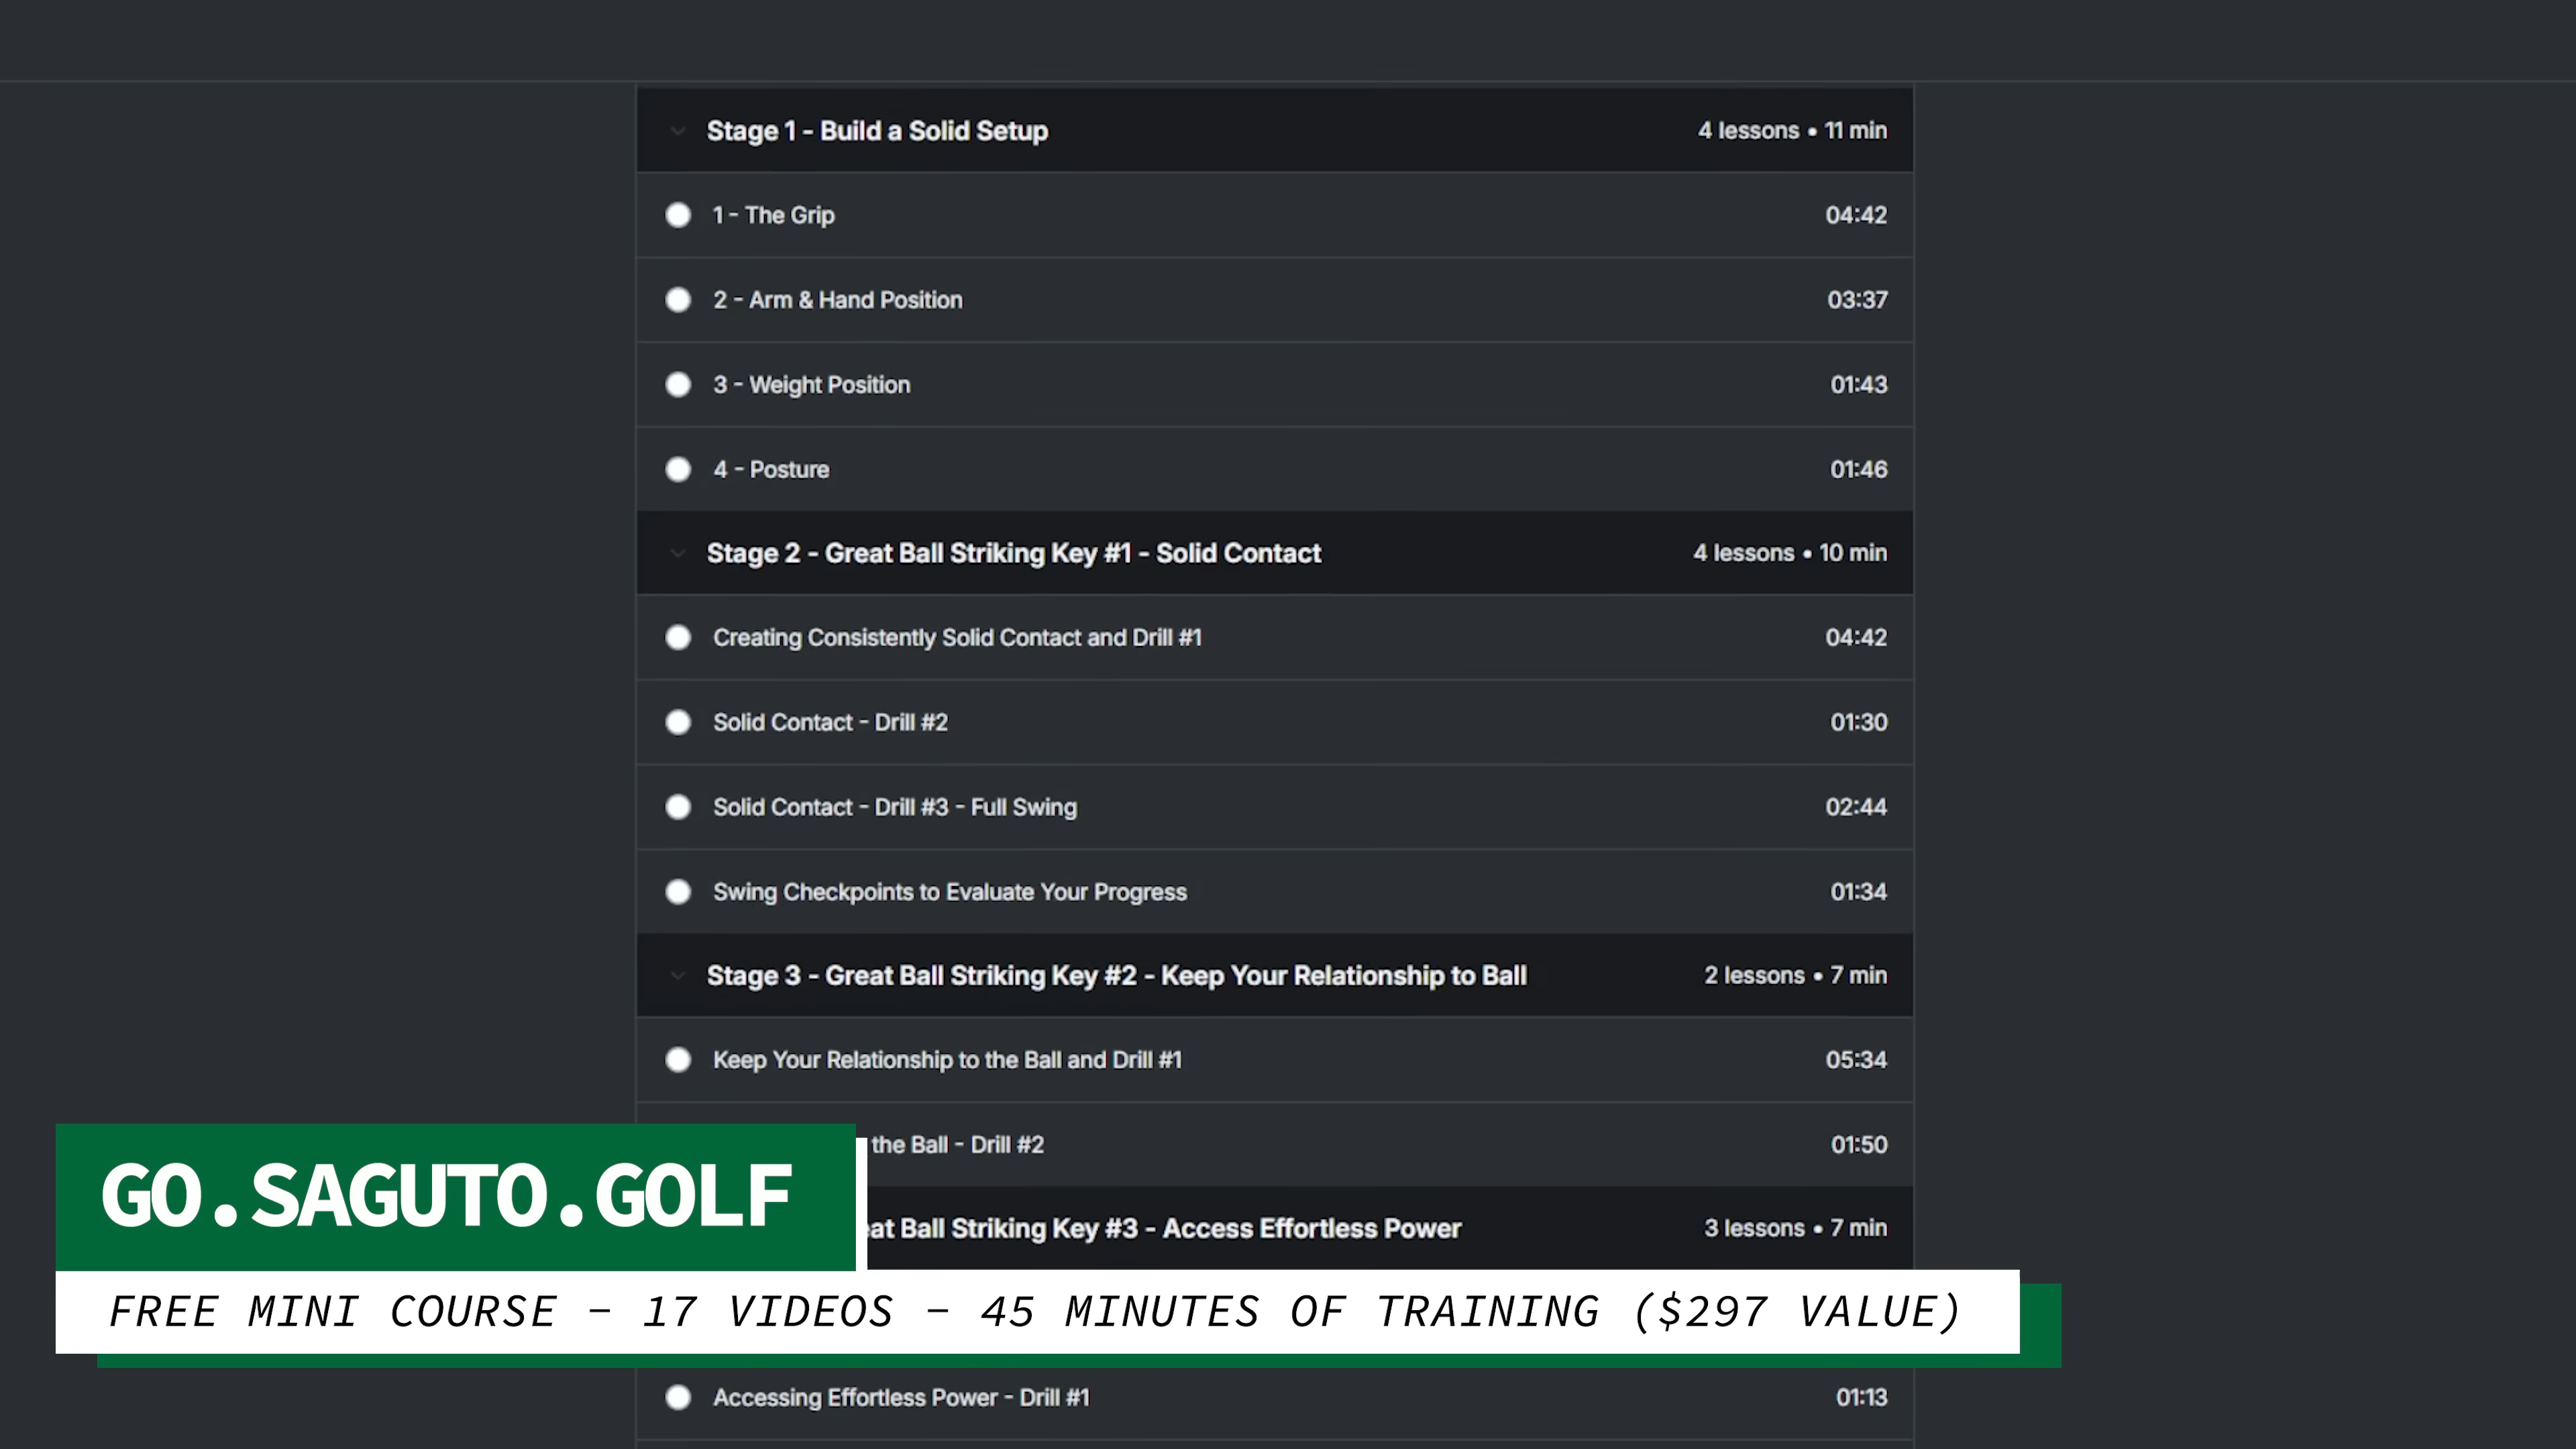 Stage 1 - Build a Solid Setup 4 lessons • 11 min
1 - The Grip 04:42
2 - Arm & Hand Position 03:37
3 - Weight Position 01:43
4 - Posture 01:46
Stage 2 - Great Ball Striking Key #1 - Solid Contact 4 lessons • 10 min
Creating Consistently Solid Contact and Drill #1 04:42
Solid Contact - Drill #2 01:30
Solid Contact - Drill #3 - Full Swing 02:44
Swing Checkpoints to Evaluate Your Progress 01:34
Stage 3 - Great Ball Striking Key #2 - Keep Your Relationship to Ball 2 lessons • 7 min
Keep Your Relationship to the Ball and Drill #1 05:34
the Ball - Drill #2 01:50
GO.SAGUTO.GOLF
Ball Striking Key #3 - Access Effortless Power 3 lessons • 7 min
FREE MINI COURSE - 17 VIDEOS - 45 MINUTES OF TRAINING ($297 VALUE)
Accessing Effortless Power - Drill #1 01:13